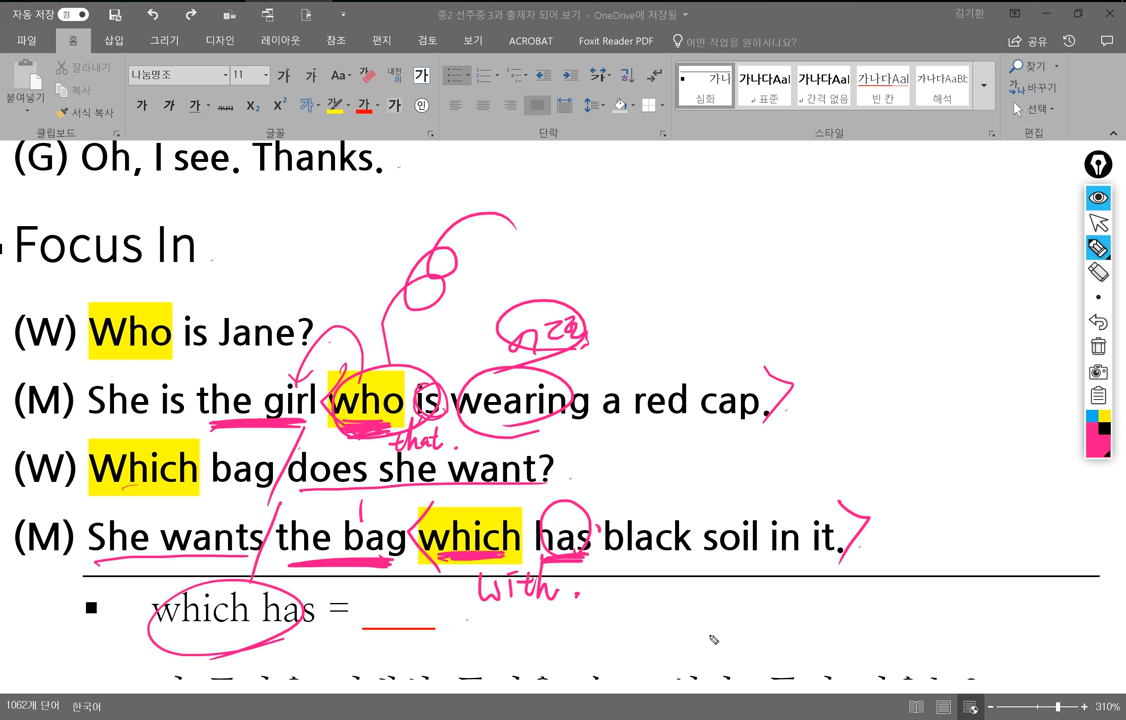 자동 저장 컴
중2 선주중 3과 출제자 되어 보기 - OneDrive에 저장됨
김기환
파일 홈 삽입 그리기 디자인 레이아웃 참조 편지 검토 보기 ACROBAT Foxit Reader PDF 어떤 작업을 원하시나요? 공유
붙여넣기
잘라내기
복사
서식 복사
나눔명조 11
가나 가나다AaI 가나다AaI 가나다AaI 가나다AaBb
심화 표준 간격 없음 빈 칸 해석
찾기
바꾸기
선택
클립보드 글꼴 단락 스타일 편집
(G) Oh, I see. Thanks.
Focus In
(W) Who is Jane?
(M) She is the girl who is wearing a red cap.
that.
(W) Which bag does she want?
(M) She wants the bag which has black soil in it.
with.
which has =
1062개 단어 한국어 310%